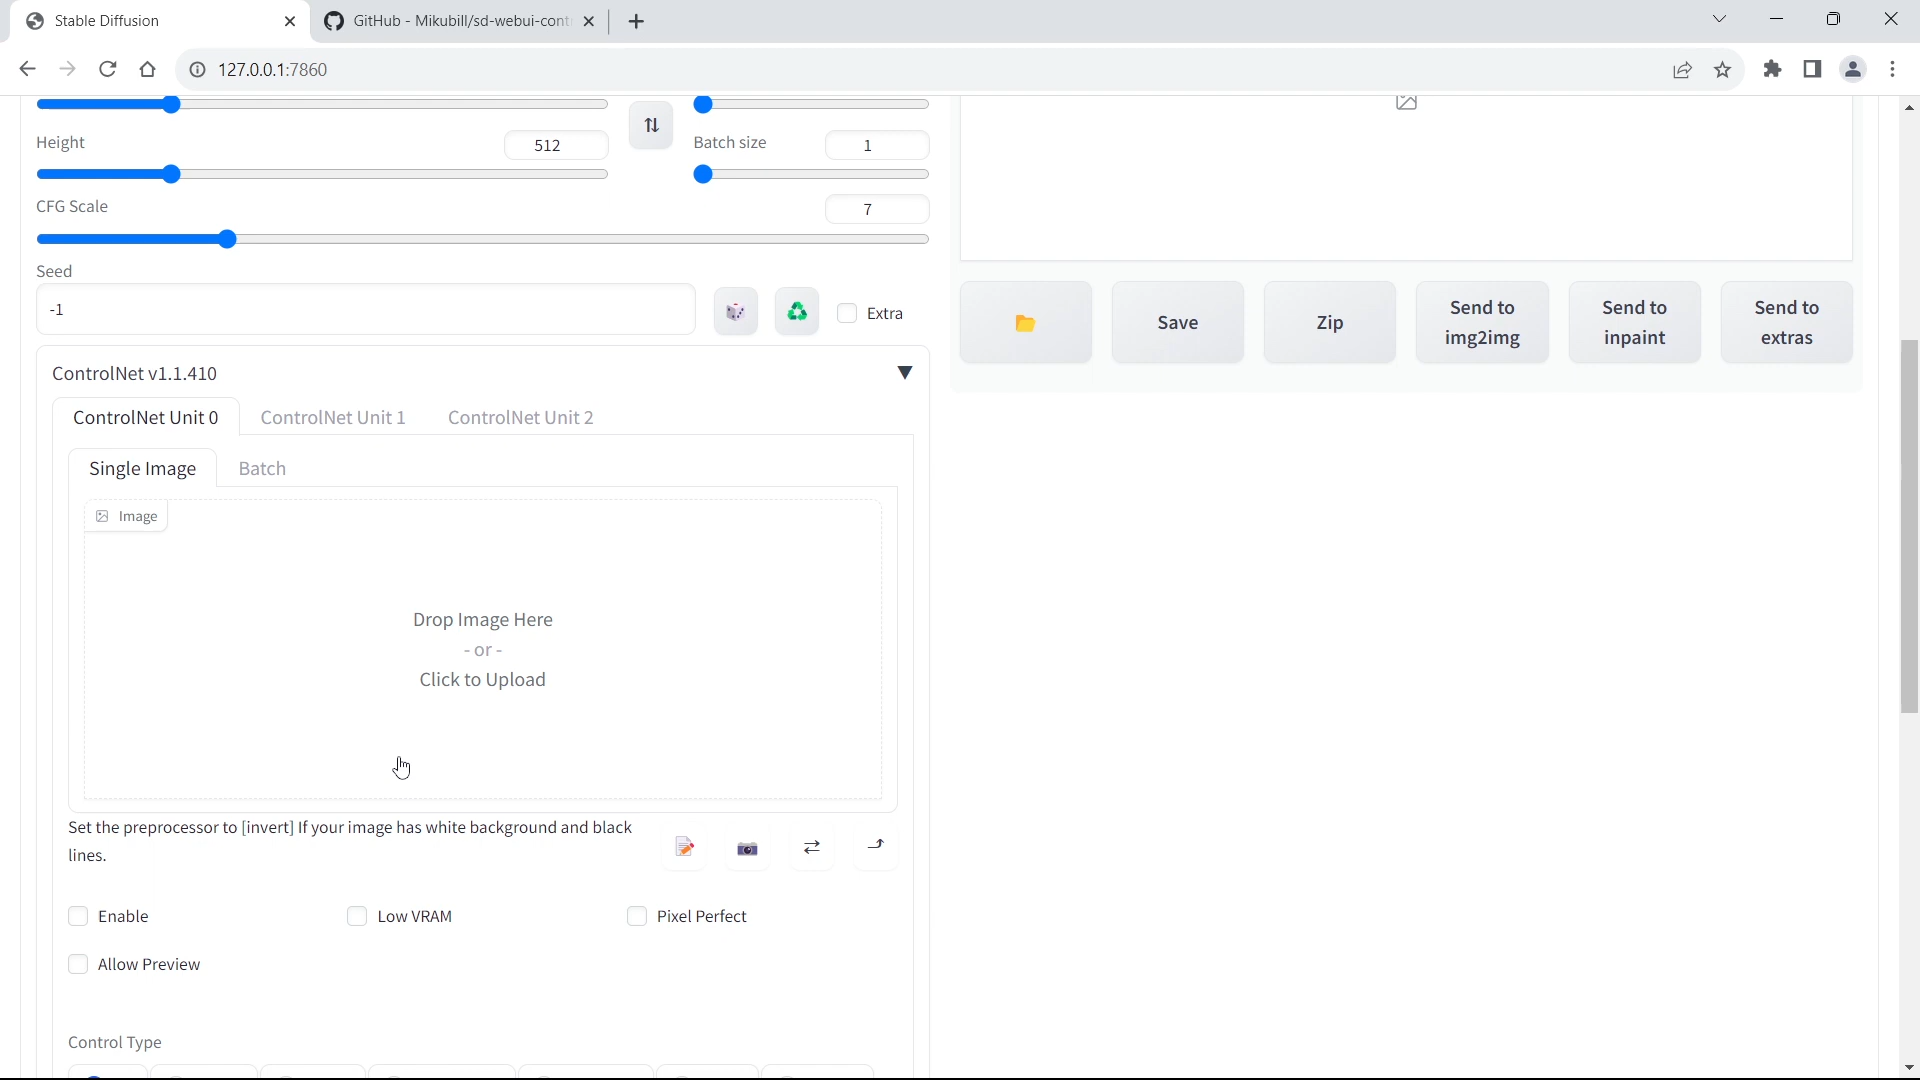 Stable Diffusion
GitHub - Mikubill/sd-webui-cont
127.0.0.1:7860
Height
512
Batch size
1
CFG Scale
7
Seed
-1
Extra
Save
Zip
Send to
img2img
Send to
inpaint
Send to
extras
ControlNet v1.1.410
ControlNet Unit 0
ControlNet Unit 1
ControlNet Unit 2
Single Image
Batch
Image
Drop Image Here
- or -
Click to Upload
Set the preprocessor to [invert] If your image has white background and black
lines.
Enable
Low VRAM
Pixel Perfect
Allow Preview
Control Type